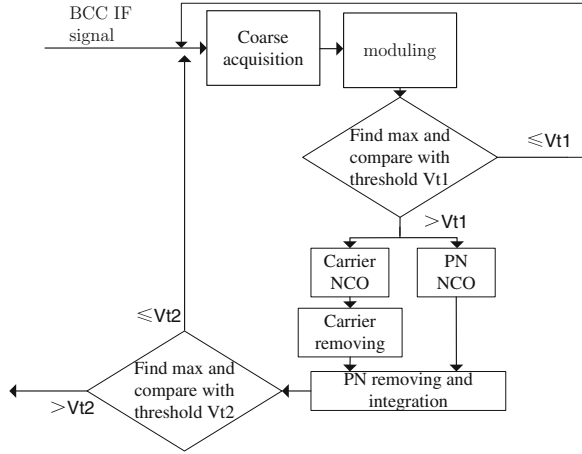 BCC IF
signal
Coarse
acquisition
moduling
Find max and
compare with
threshold Vt1
≤Vt1
>Vt1
Carrier
NCO
PN
NCO
Carrier
removing
≤Vt2
Find max and
compare with
threshold Vt2
>Vt2
PN removing and
integration